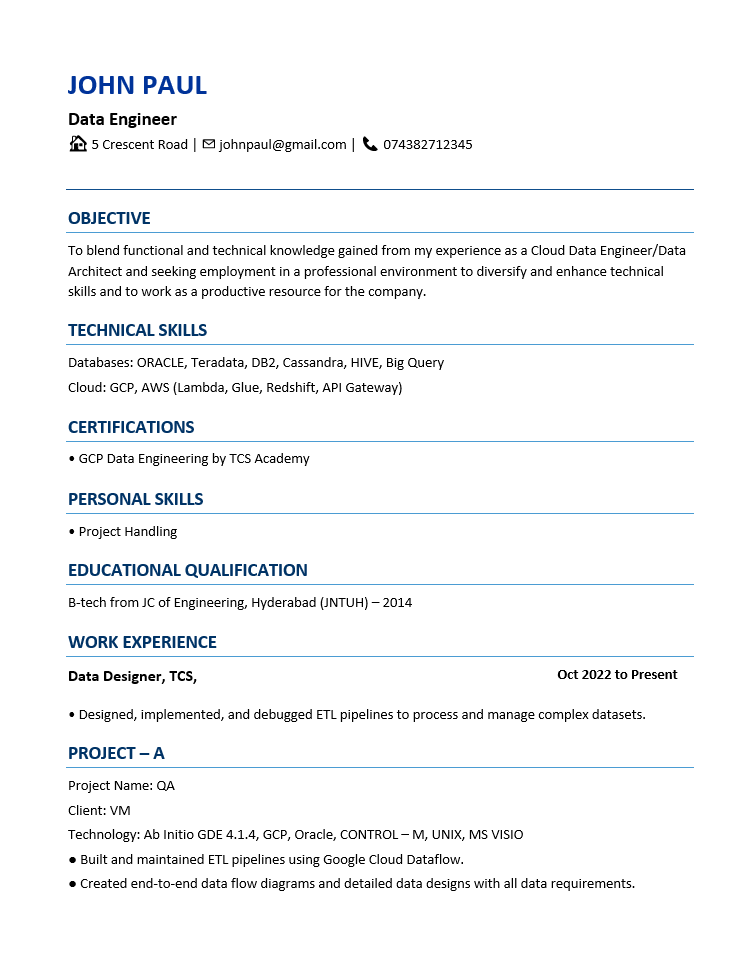 JOHN PAUL
Data Engineer
5 Crescent Road | johnpaul@gmail.com | 074382712345
OBJECTIVE
To blend functional and technical knowledge gained from my experience as a Cloud Data Engineer/Data
Architect and seeking employment in a professional environment to diversify and enhance technical
skills and to work as a productive resource for the company.
TECHNICAL SKILLS
Databases: ORACLE, Teradata, DB2, Cassandra, HIVE, Big Query
Cloud: GCP, AWS (Lambda, Glue, Redshift, API Gateway)
CERTIFICATIONS
• GCP Data Engineering by TCS Academy
PERSONAL SKILLS
• Project Handling
EDUCATIONAL QUALIFICATION
B-tech from JC of Engineering, Hyderabad (JNTUH) – 2014
WORK EXPERIENCE
Data Designer, TCS, Oct 2022 to Present
• Designed, implemented, and debugged ETL pipelines to process and manage complex datasets.
PROJECT – A
Project Name: QA
Client: VM
Technology: Ab Initio GDE 4.1.4, GCP, Oracle, CONTROL – M, UNIX, MS VISIO
● Built and maintained ETL pipelines using Google Cloud Dataflow.
● Created end-to-end data flow diagrams and detailed data designs with all data requirements.